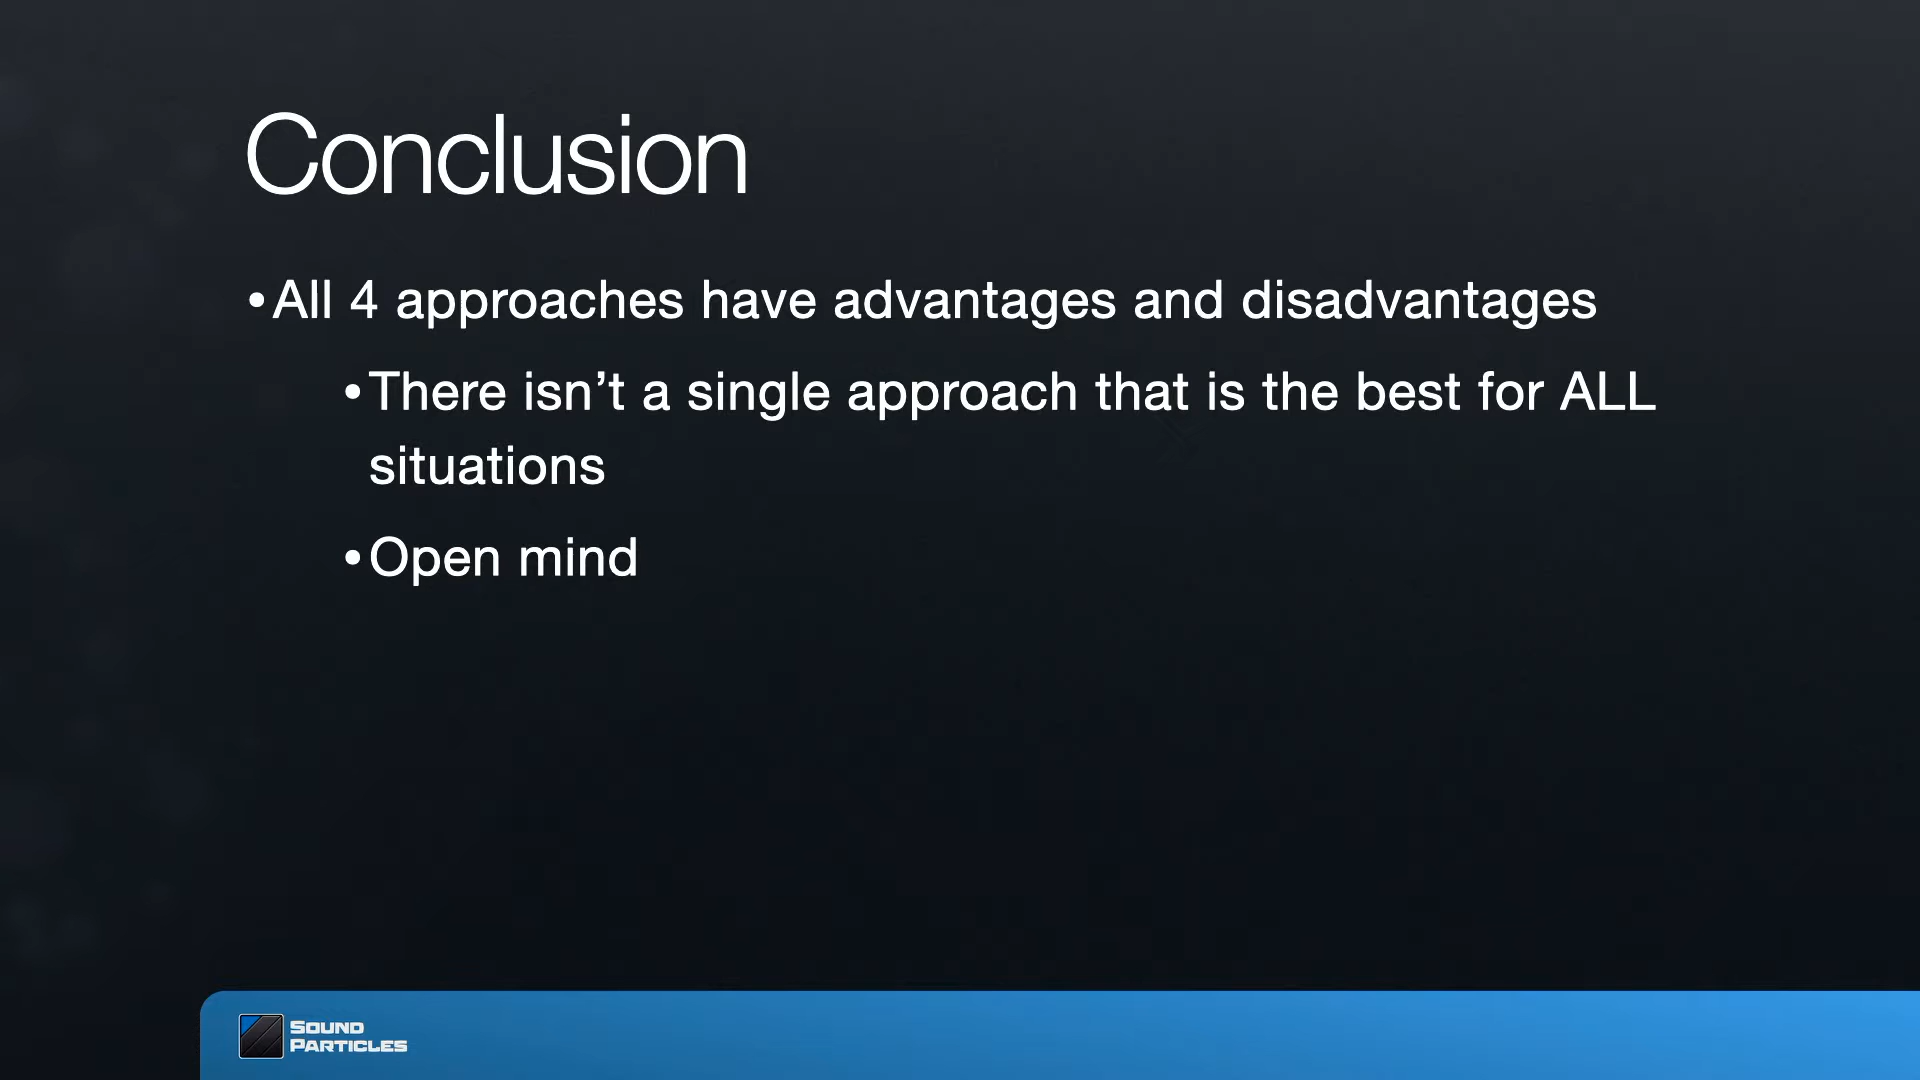 Conclusion
•All 4 approaches have advantages and disadvantages
•There isn’t a single approach that is the best for ALL
situations
•Open mind
SOUND
PARTICLES